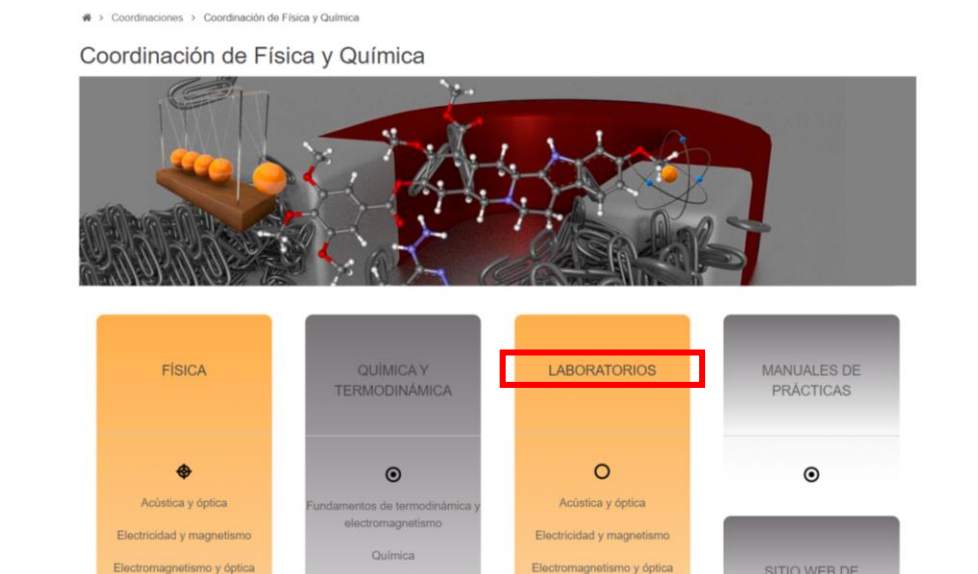 > Coordinaciones > Coordinación de Física y Química
Coordinación de Física y Química
FÍSICA
Acústica y óptica
Electricidad y magnetismo
Electromagnetismo y óptica
QUÍMICA Y
TERMODINÁMICA
Fundamentos de termodinámica y
electromagnetismo
Química
LABORATORIOS
Acústica y óptica
Electricidad y magnetismo
Electromagnetismo y óptica
MANUALES DE
PRÁCTICAS
SITIO WEB DE